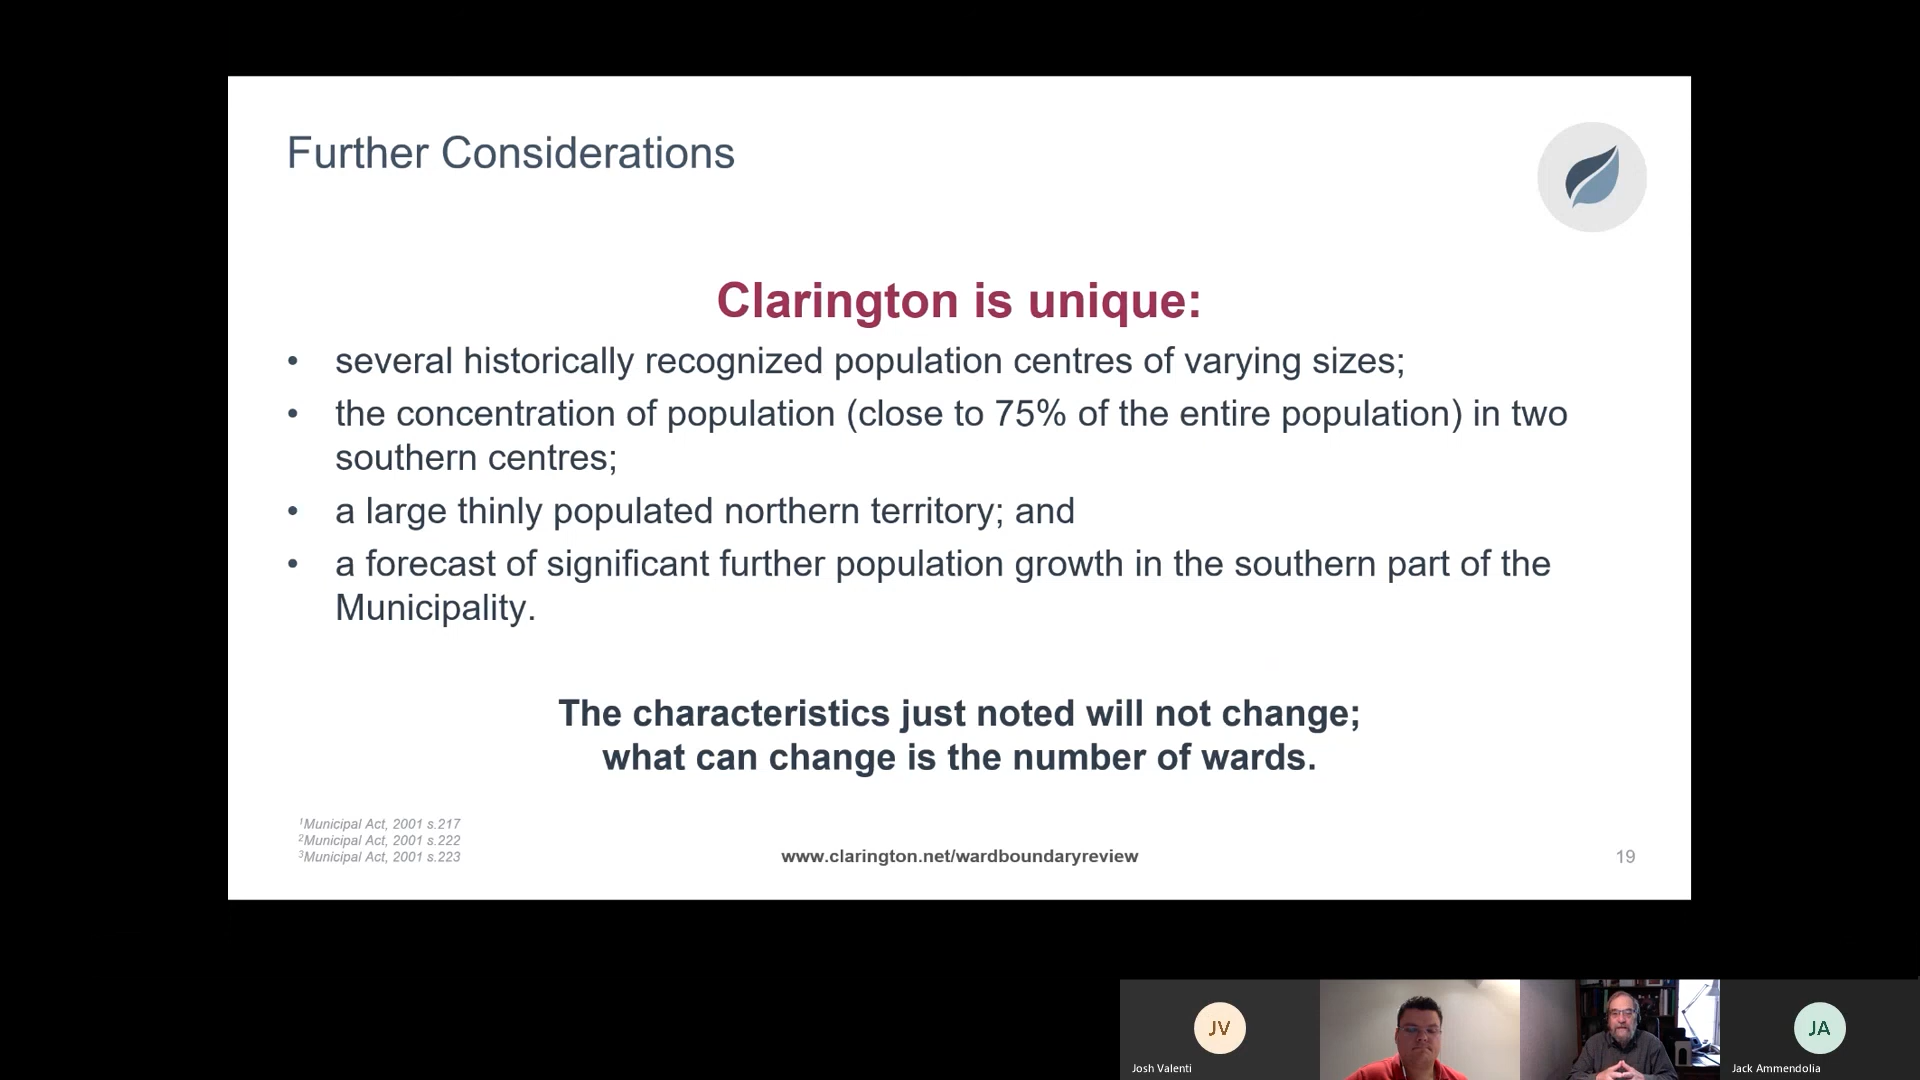 Further Considerations
Clarington is unique:
• several historically recognized population centres of varying sizes;
• the concentration of population (close to 75% of the entire population) in two
southern centres;
• a large thinly populated northern territory; and
• a forecast of significant further population growth in the southern part of the
Municipality.
The characteristics just noted will not change;
what can change is the number of wards.
¹Municipal Act, 2001 s.217
²Municipal Act, 2001 s.222
³Municipal Act, 2001 s.223
www.clarington.net/wardboundaryreview
19
JV
Josh Valenti
JA
Jack Ammendolia